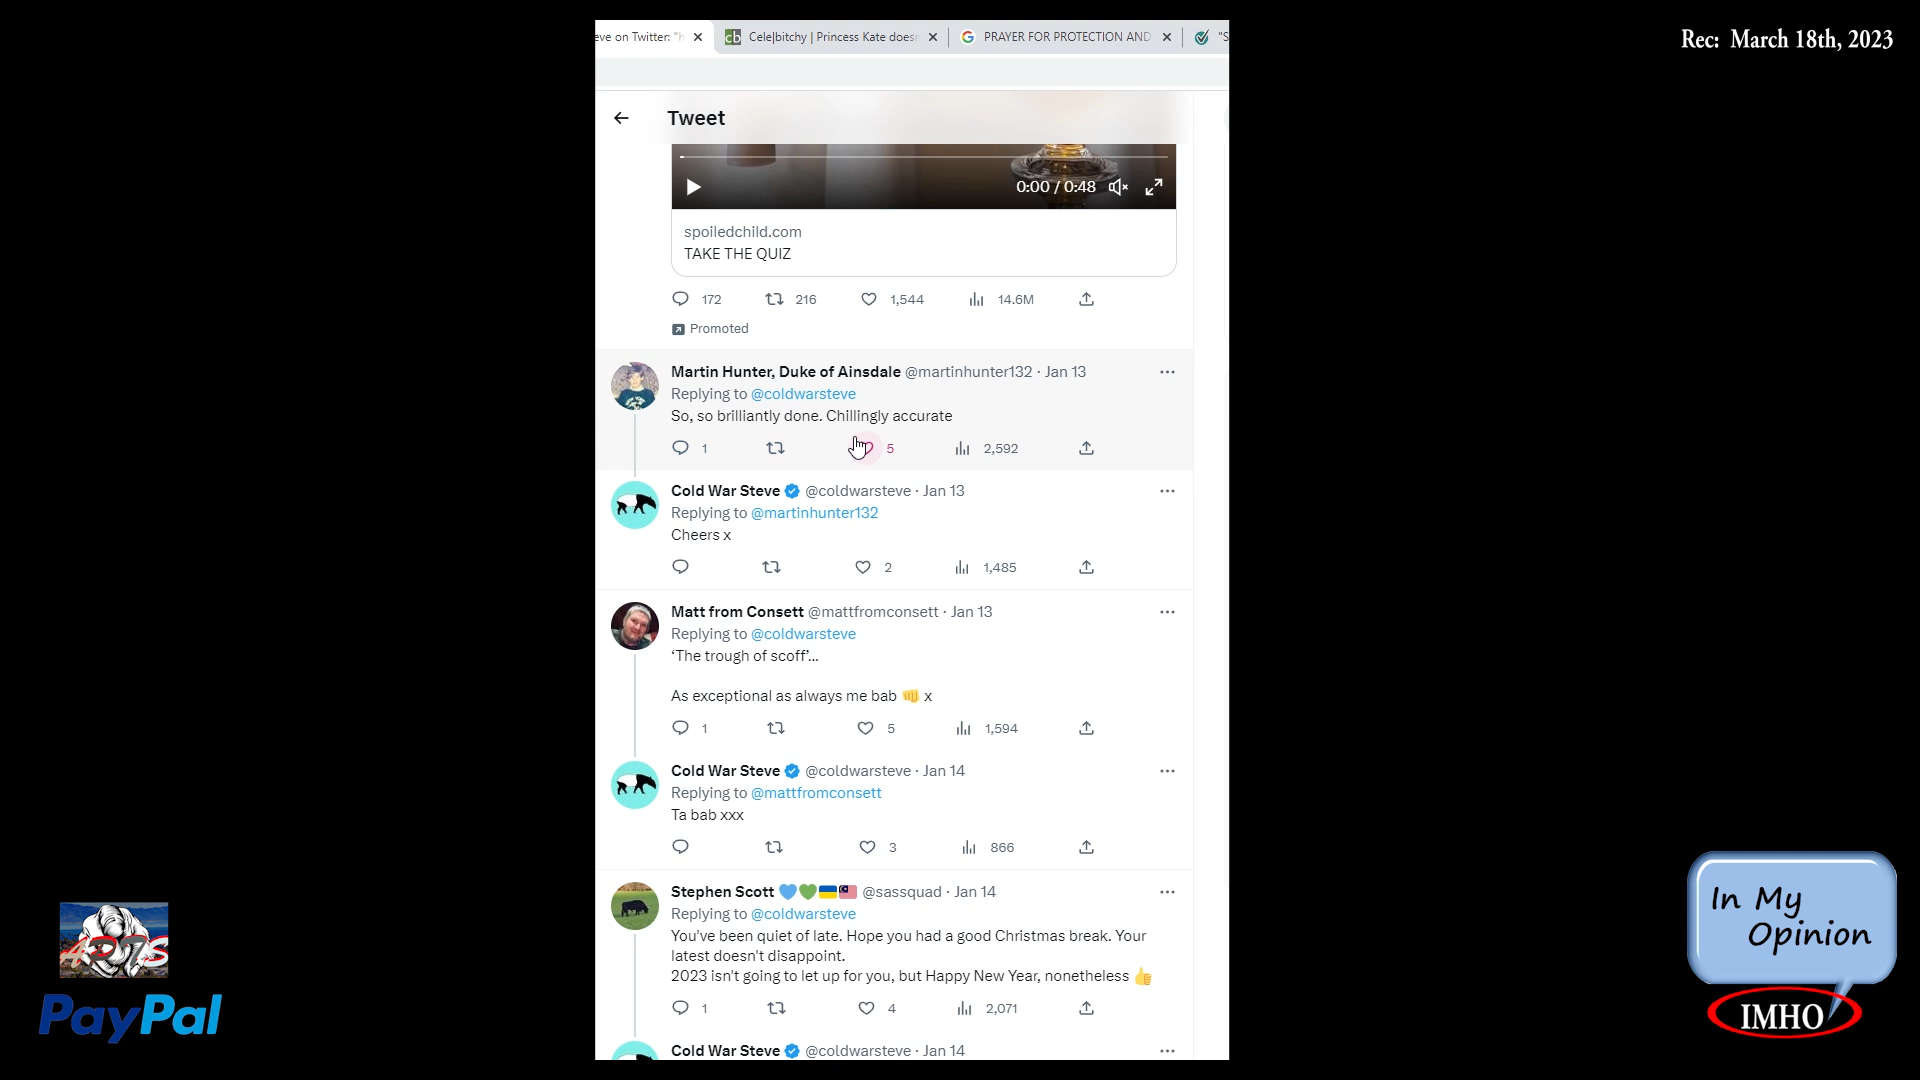 Rec: March 18th, 2023
eve on Twitter: "h
cb Cele|bitchy | Princess Kate doesn
PRAYER FOR PROTECTION AND
"S
Tweet
0:00 / 0:48
spoiledchild.com
TAKE THE QUIZ
172 216 1,544 14.6M
Promoted
Martin Hunter, Duke of Ainsdale @martinhunter132 · Jan 13
Replying to @coldwarsteve
So, so brilliantly done. Chillingly accurate
1 5 2,592
Cold War Steve @coldwarsteve · Jan 13
Replying to @martinhunter132
Cheers x
2 1,485
Matt from Consett @mattfromconsett · Jan 13
Replying to @coldwarsteve
‘The trough of scoff’...
As exceptional as always me bab 👊 x
1 5 1,594
Cold War Steve @coldwarsteve · Jan 14
Replying to @mattfromconsett
Ta bab xxx
3 866
Stephen Scott 💙💚🇺🇦🇲🇾 @sassquad · Jan 14
Replying to @coldwarsteve
You've been quiet of late. Hope you had a good Christmas break. Your
latest doesn't disappoint.
2023 isn't going to let up for you, but Happy New Year, nonetheless 👍
1 4 2,071
Cold War Steve @coldwarsteve · Jan 14
PayPal
In My
Opinion
IMHO